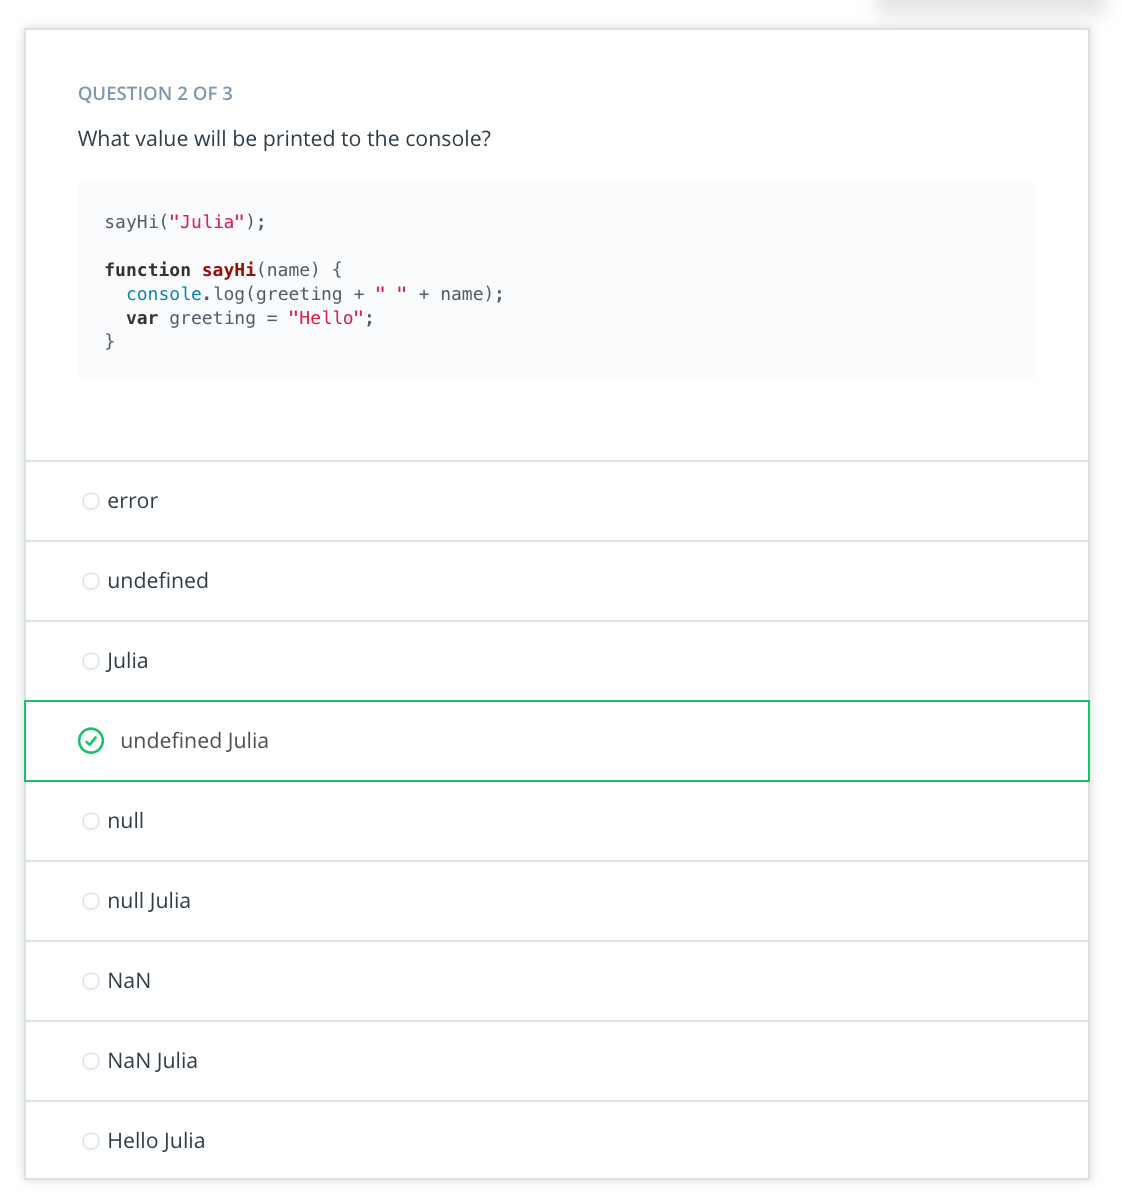 QUESTION 2 OF 3
What value will be printed to the console?
sayHi("Julia");
function sayHi(name) {
  console.log(greeting + " " + name);
  var greeting = "Hello";
}
error
undefined
Julia
undefined Julia
null
null Julia
NaN
NaN Julia
Hello Julia